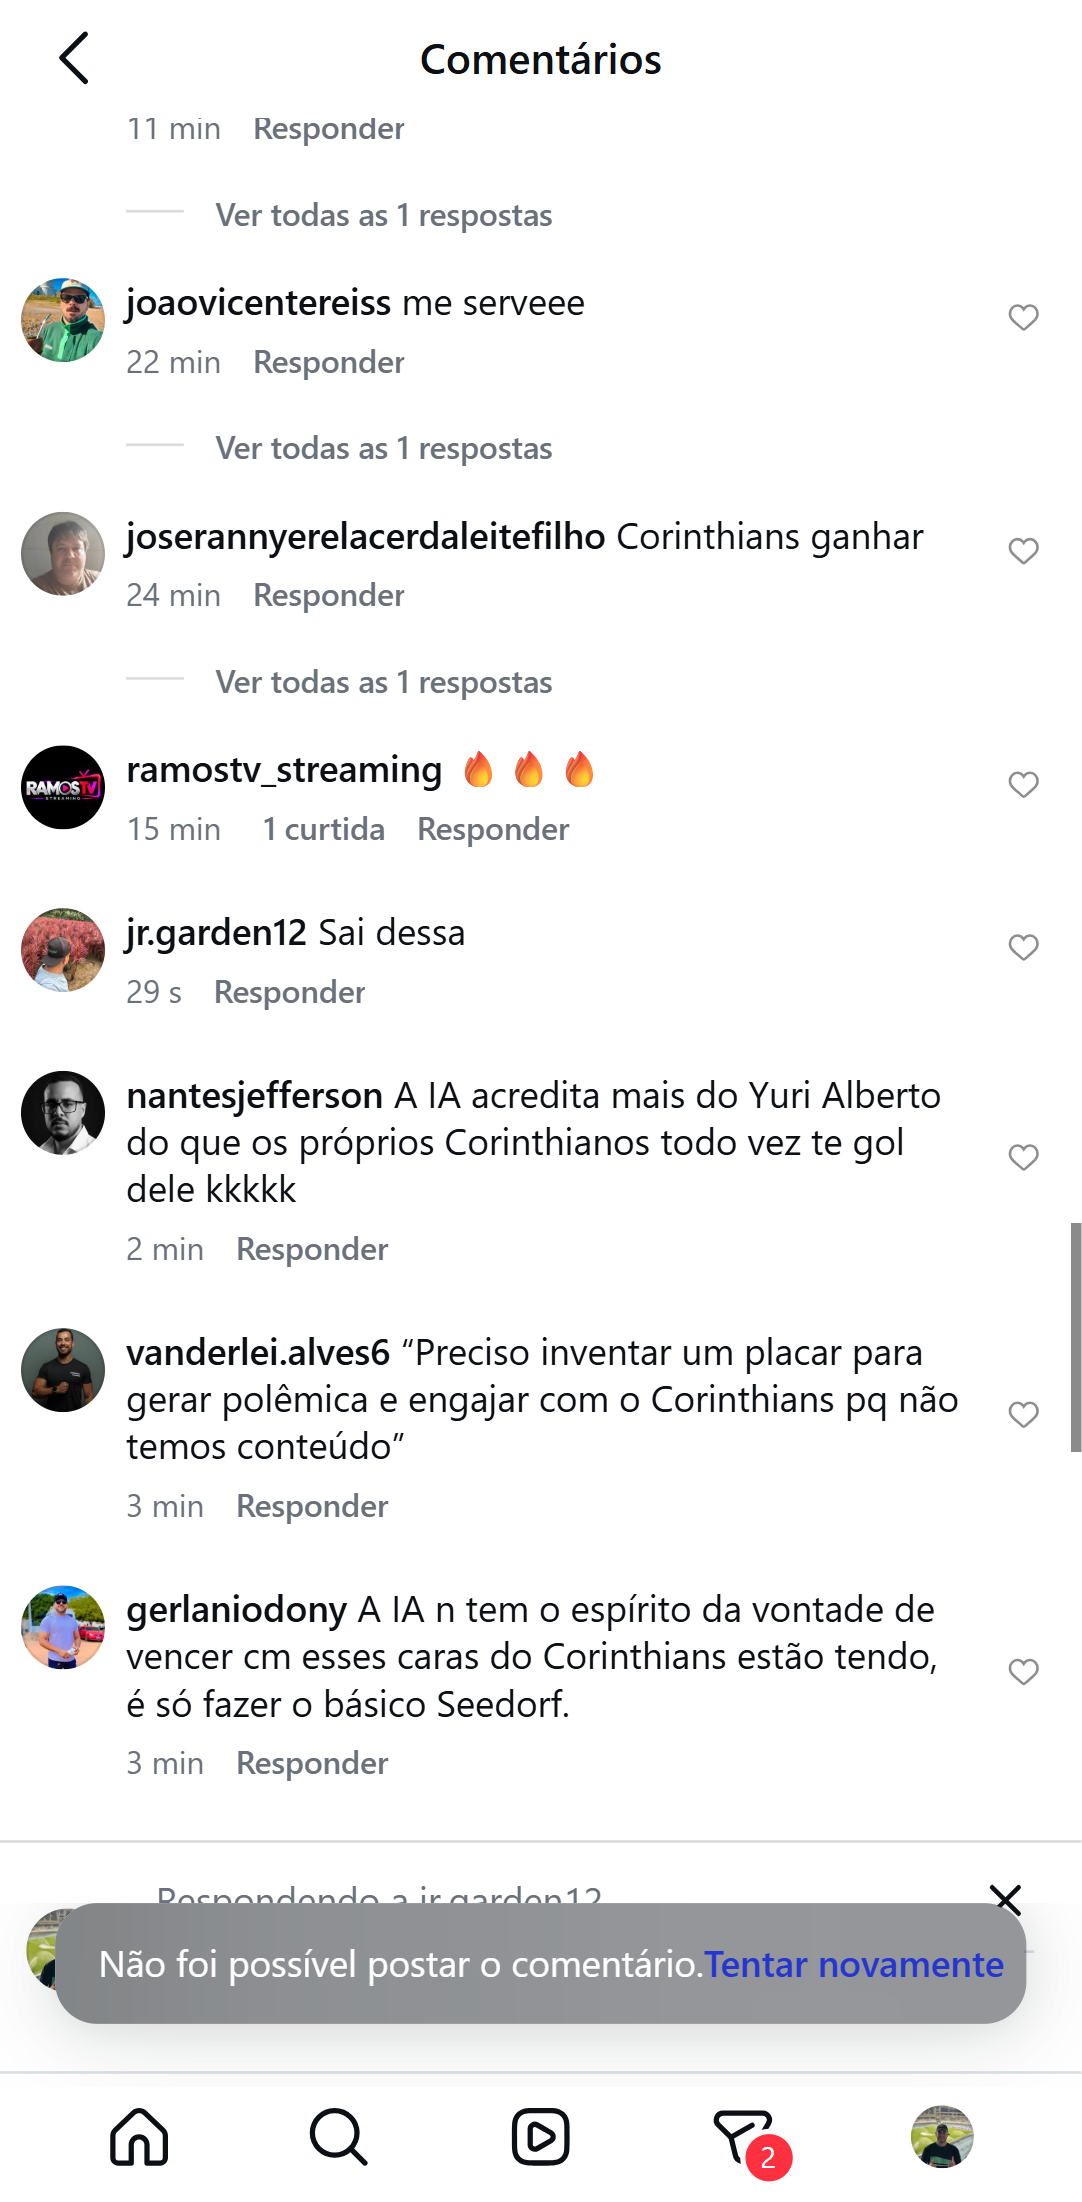 Comentários
11 min Responder
Ver todas as 1 respostas
joaovicentereiss me serveee
22 min Responder
Ver todas as 1 respostas
joserannyerelacerdaleitefilho Corinthians ganhar
24 min Responder
Ver todas as 1 respostas
RAMOSTV
STREAMING
ramostv_streaming 🔥🔥🔥
15 min 1 curtida Responder
jr.garden12 Sai dessa
29 s Responder
nantesjefferson A IA acredita mais do Yuri Alberto
do que os próprios Corinthianos todo vez te gol
dele kkkkk
2 min Responder
vanderlei.alves6 “Preciso inventar um placar para
gerar polêmica e engajar com o Corinthians pq não
temos conteúdo”
3 min Responder
gerlaniodony A IA n tem o espírito da vontade de
vencer cm esses caras do Corinthians estão tendo,
é só fazer o básico Seedorf.
3 min Responder
Respondendo a jr.garden12
Não foi possível postar o comentário.Tentar novamente
2